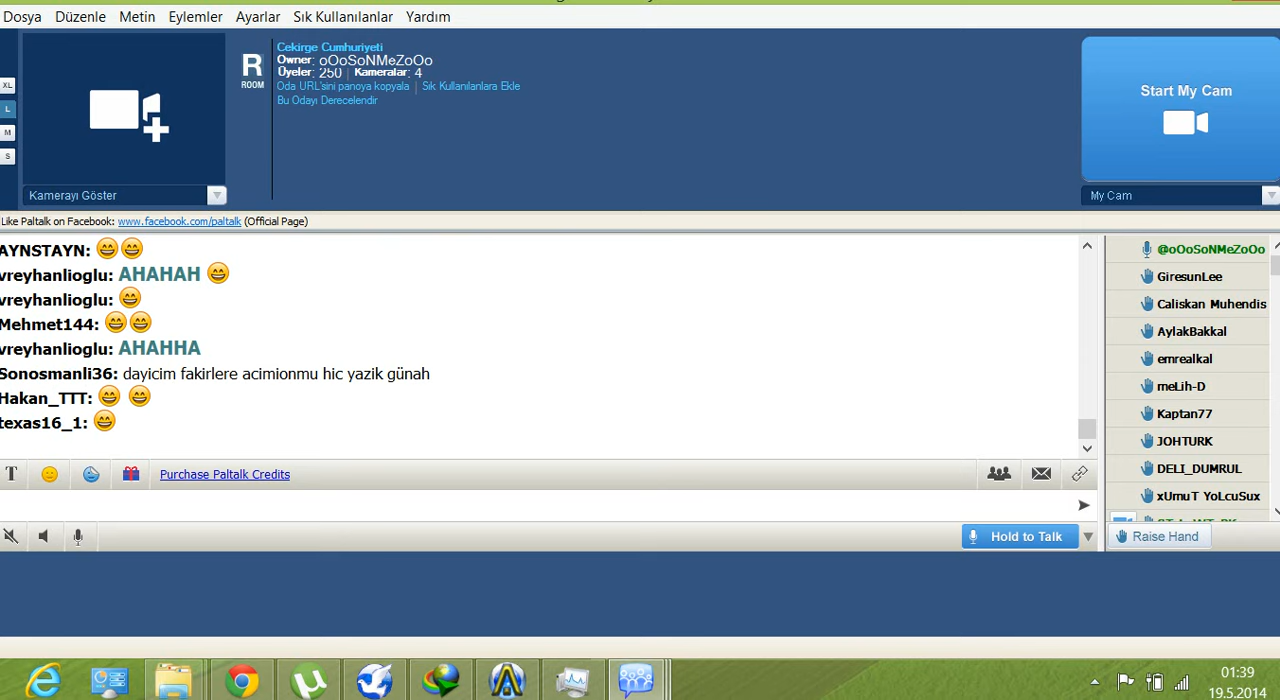 Dosya Düzenle Metin Eylemler Ayarlar Sık Kullanılanlar Yardım
XL
L
M
S
Kamerayı Göster
R
ROOM
Cekirge Cumhuriyeti
Owner: oOoSoNMeZoOo
Üyeler: 250 | Kameralar: 4
Oda URL'sini panoya kopyala | Sık Kullanılanlara Ekle
Bu Odayı Derecelendir
Start My Cam
My Cam
Like Paltalk on Facebook: www.facebook.com/paltalk (Official Page)
AYNSTAYN:
vreyhanlioglu: AHAHAH
vreyhanlioglu:
Mehmet144:
vreyhanlioglu: AHAHHA
Sonosmanli36: dayicim fakirlere acimionmu hic yazik günah
Hakan_TTT:
texas16_1:
@oOoSoNMeZoOo
GiresunLee
Caliskan Muhendis
AylakBakkal
emrealkal
meLih-D
Kaptan77
JOHTURK
DELI_DUMRUL
xUmuT YoLcuSux
T Purchase Paltalk Credits
Hold to Talk
Raise Hand
01:39
19.5.2014